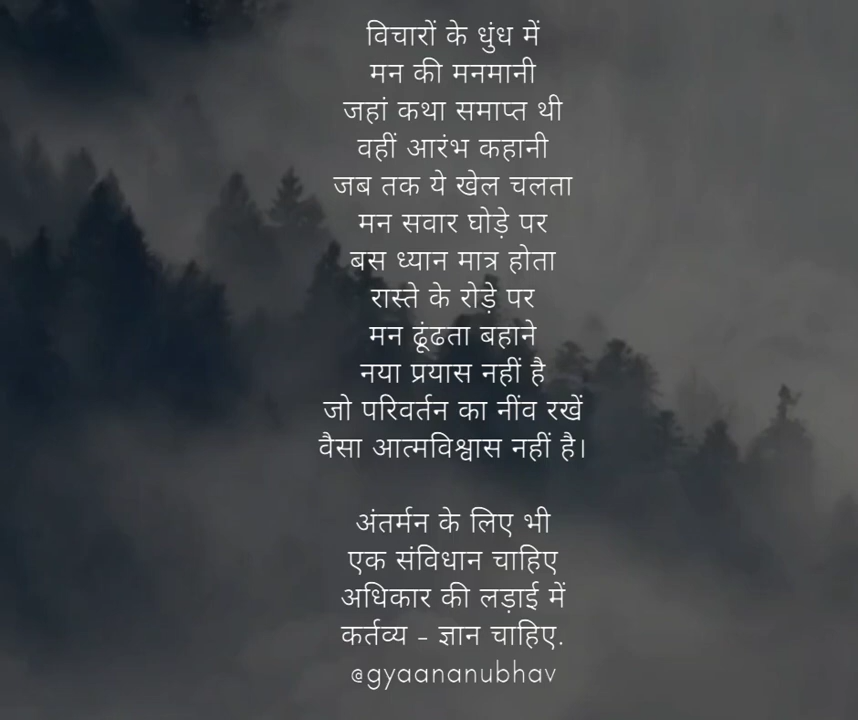 विचारों के धुंध में
मन की मनमानी
जहां कथा समाप्त थी
वहीं आरंभ कहानी
जब तक ये खेल चलता
मन सवार घोड़े पर
बस ध्यान मात्र होता
रास्ते के रोड़े पर
मन ढूंढता बहाने
नया प्रयास नहीं है
जो परिवर्तन का नींव रखें
वैसा आत्मविश्वास नहीं है।
अंतर्मन के लिए भी
एक संविधान चाहिए
अधिकार की लड़ाई में
कर्तव्य - ज्ञान चाहिए.
@gyaananubhav